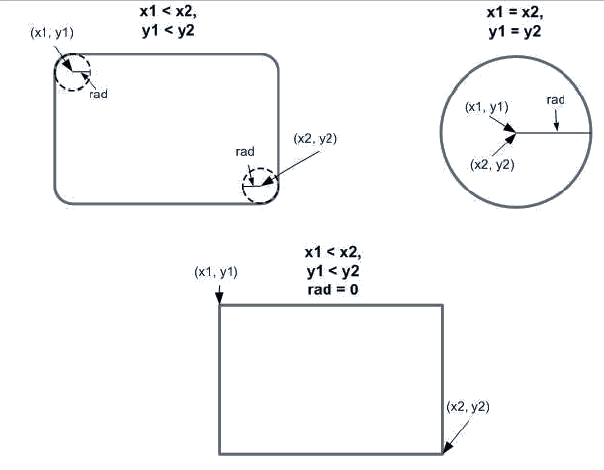 x1 < x2,
y1 < y2
(x1, y1)
rad
rad
(x2, y2)
x1 = x2,
y1 = y2
(x1, y1)
rad
(x2, y2)
x1 < x2,
y1 < y2
rad = 0
(x1, y1)
(x2, y2)